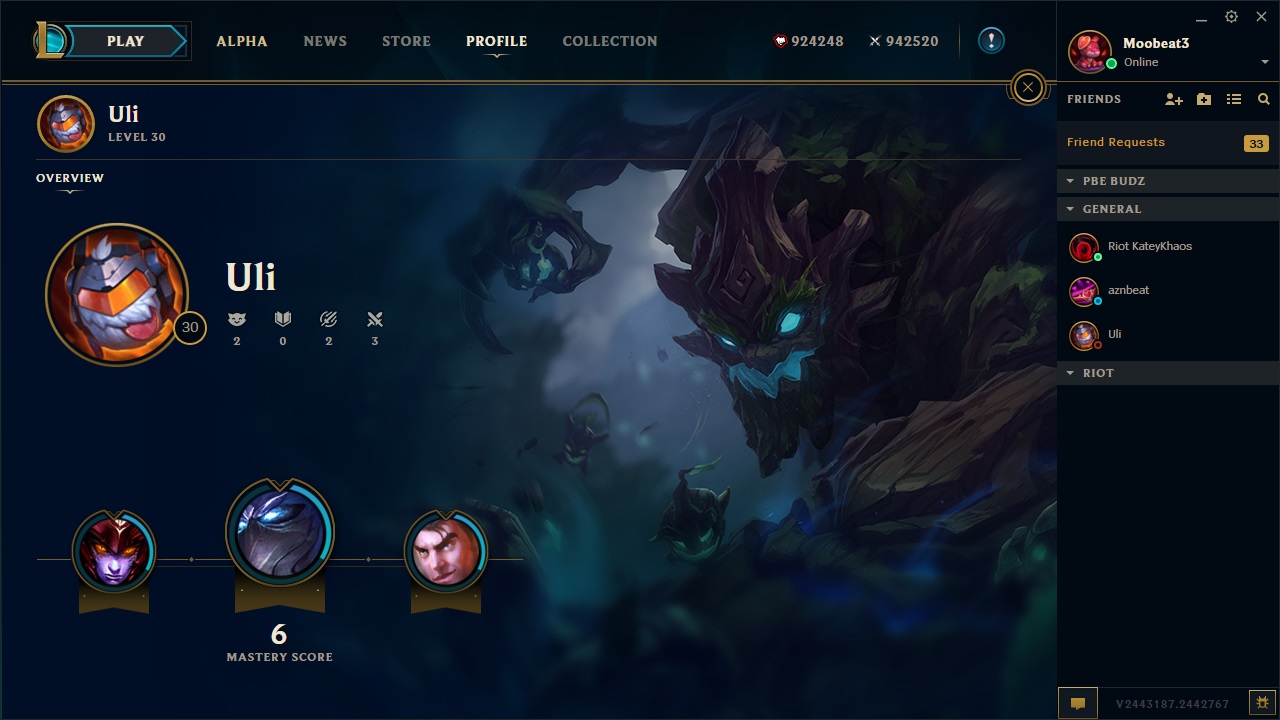 PLAY
ALPHA
NEWS
STORE
PROFILE
COLLECTION
924248
942520
Moobeat3
Online
Uli
LEVEL 30
FRIENDS
Friend Requests
33
OVERVIEW
PBE BUDZ
GENERAL
Riot KateyKhaos
aznbeat
Uli
RIOT
Uli
30
2
0
2
3
6
MASTERY SCORE
V2443187.2442767